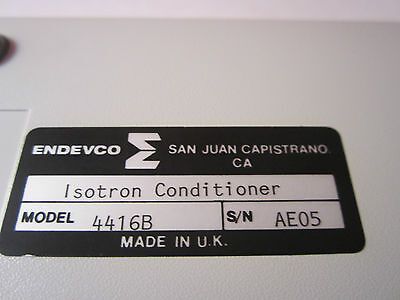 ENDEVCO SAN JUAN CAPISTRANO.
CA
Isotron Conditioner
MODEL 4416B S/N AE05
MADE IN U.K.